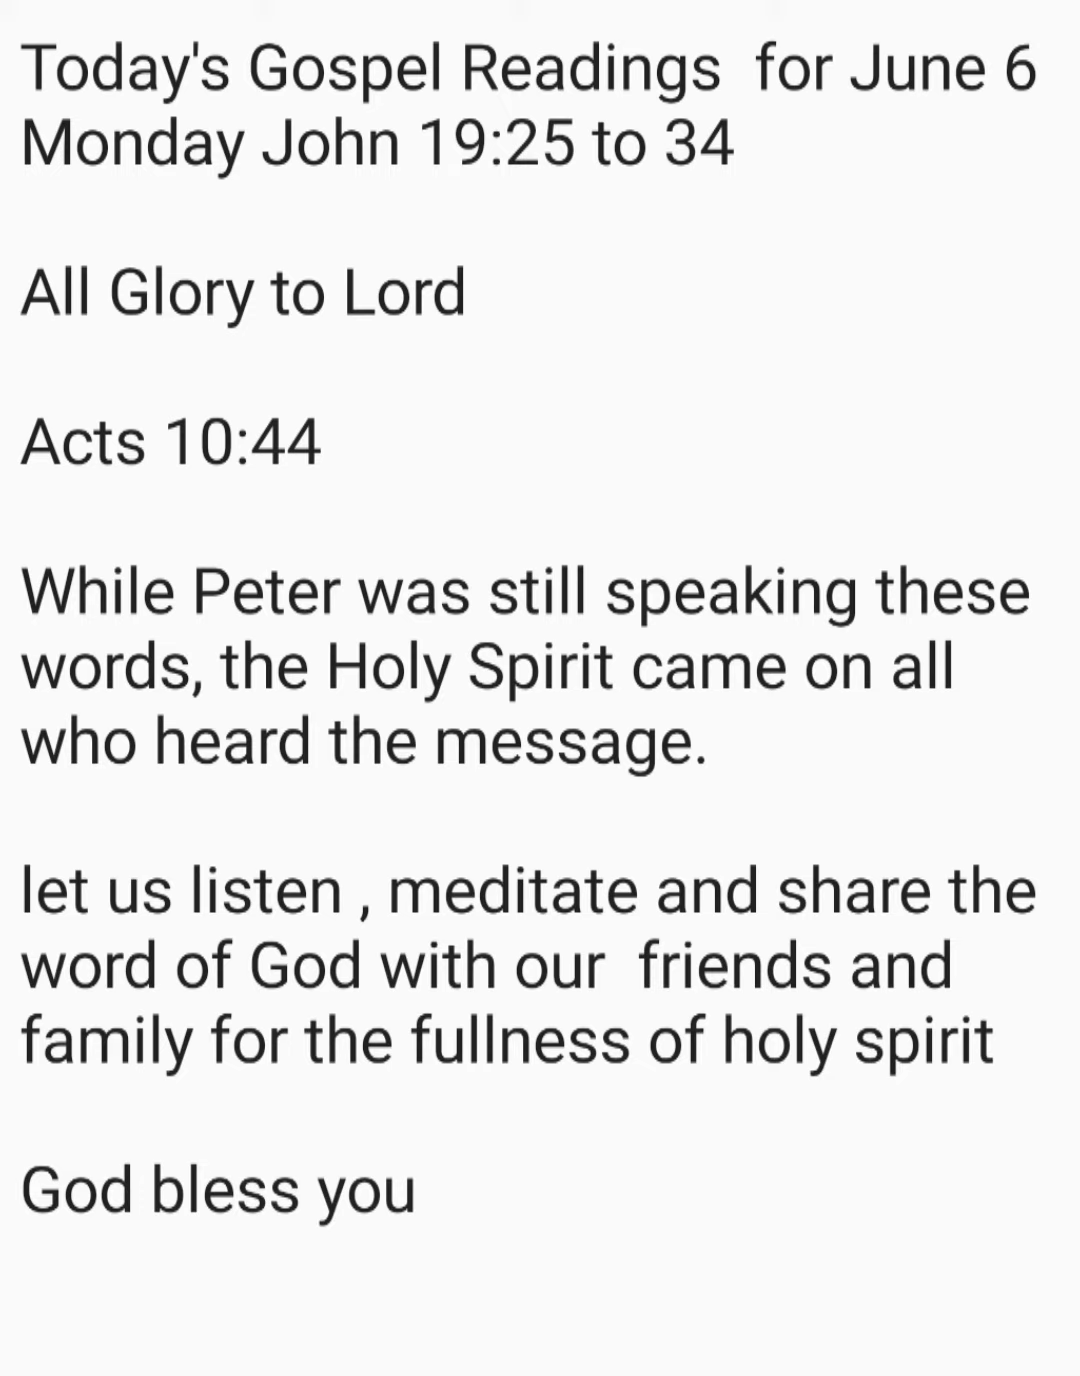 Today's Gospel Readings  for June 6
Monday John 19:25 to 34
All Glory to Lord
Acts 10:44
While Peter was still speaking these
words, the Holy Spirit came on all
who heard the message.
let us listen , meditate and share the
word of God with our  friends and
family for the fullness of holy spirit
God bless you